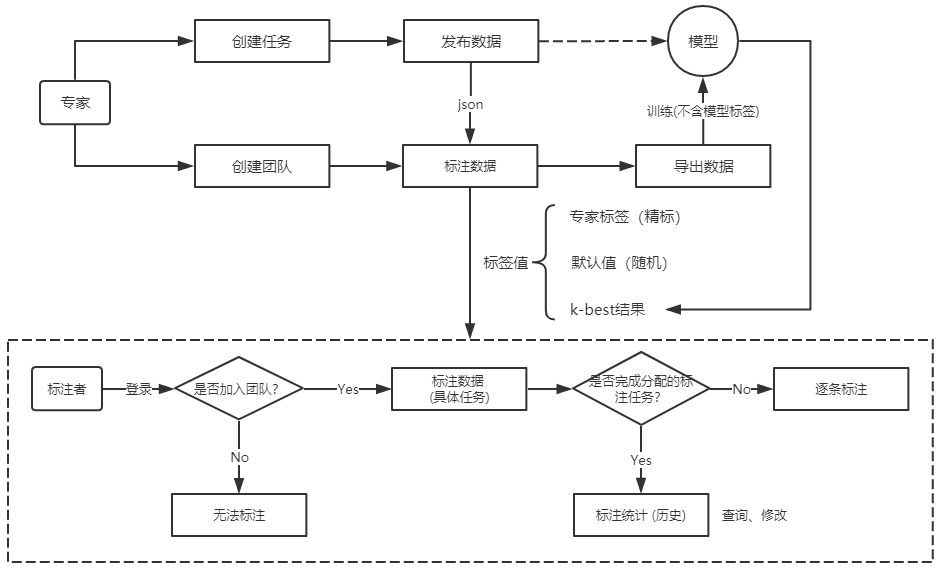 创建任务
发布数据
模型
专家
json
训练(不含模型标签)
创建团队
标注数据
导出数据
专家标签（精标）
标签值
默认值（随机）
k-best结果
标注者
登录
是否加入团队？
Yes
标注数据
(具体任务)
是否完成分配的标
注任务？
No
逐条标注
No
Yes
无法标注
标注统计 (历史)
查询、修改